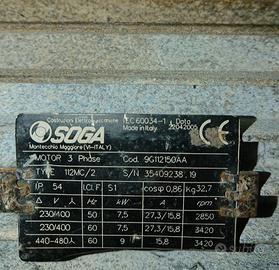 Costruzioni Elettromeccaniche
IEC 60034-1 Data
SOGA
Made in Italy 22042005
Montecchio Maggiore (VI-ITALY)
MOTOR 3 Phase Cod. 9G112150AA
TYPE 112MC/2 S/N 35409238.19
IP. 54 I.Cl.F. S1 cosφ 0,86 Kg 32,7
Δ V Hz kW A
230/400 50 7,5 27,3/15,8 2850
230/400 60 7,5 27,3/15,8 3420
440-480 60 9 15,8 3420
subito